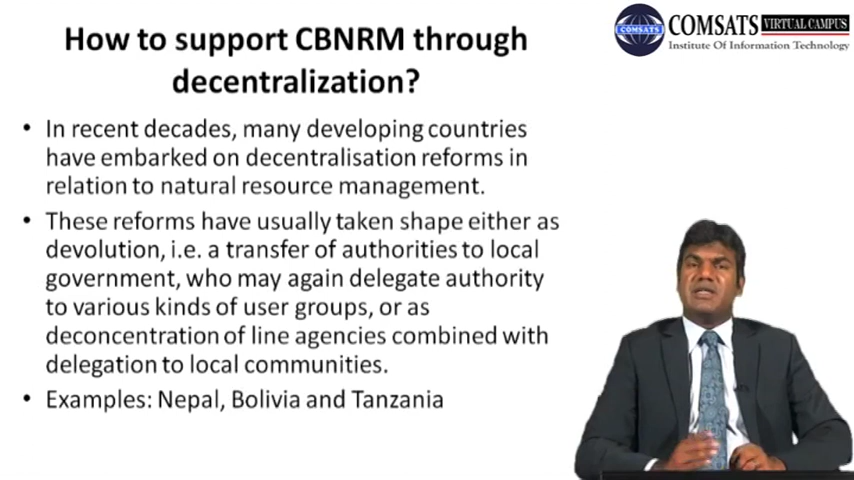 How to support CBNRM through
decentralization?
• In recent decades, many developing countries
have embarked on decentralisation reforms in
relation to natural resource management.
• These reforms have usually taken shape either as
devolution, i.e. a transfer of authorities to local
government, who may again delegate authority
to various kinds of user groups, or as
deconcentration of line agencies combined with
delegation to local communities.
• Examples: Nepal, Bolivia and Tanzania
COMSATS
COMSATS VIRTUAL CAMPUS
Institute Of Information Technology